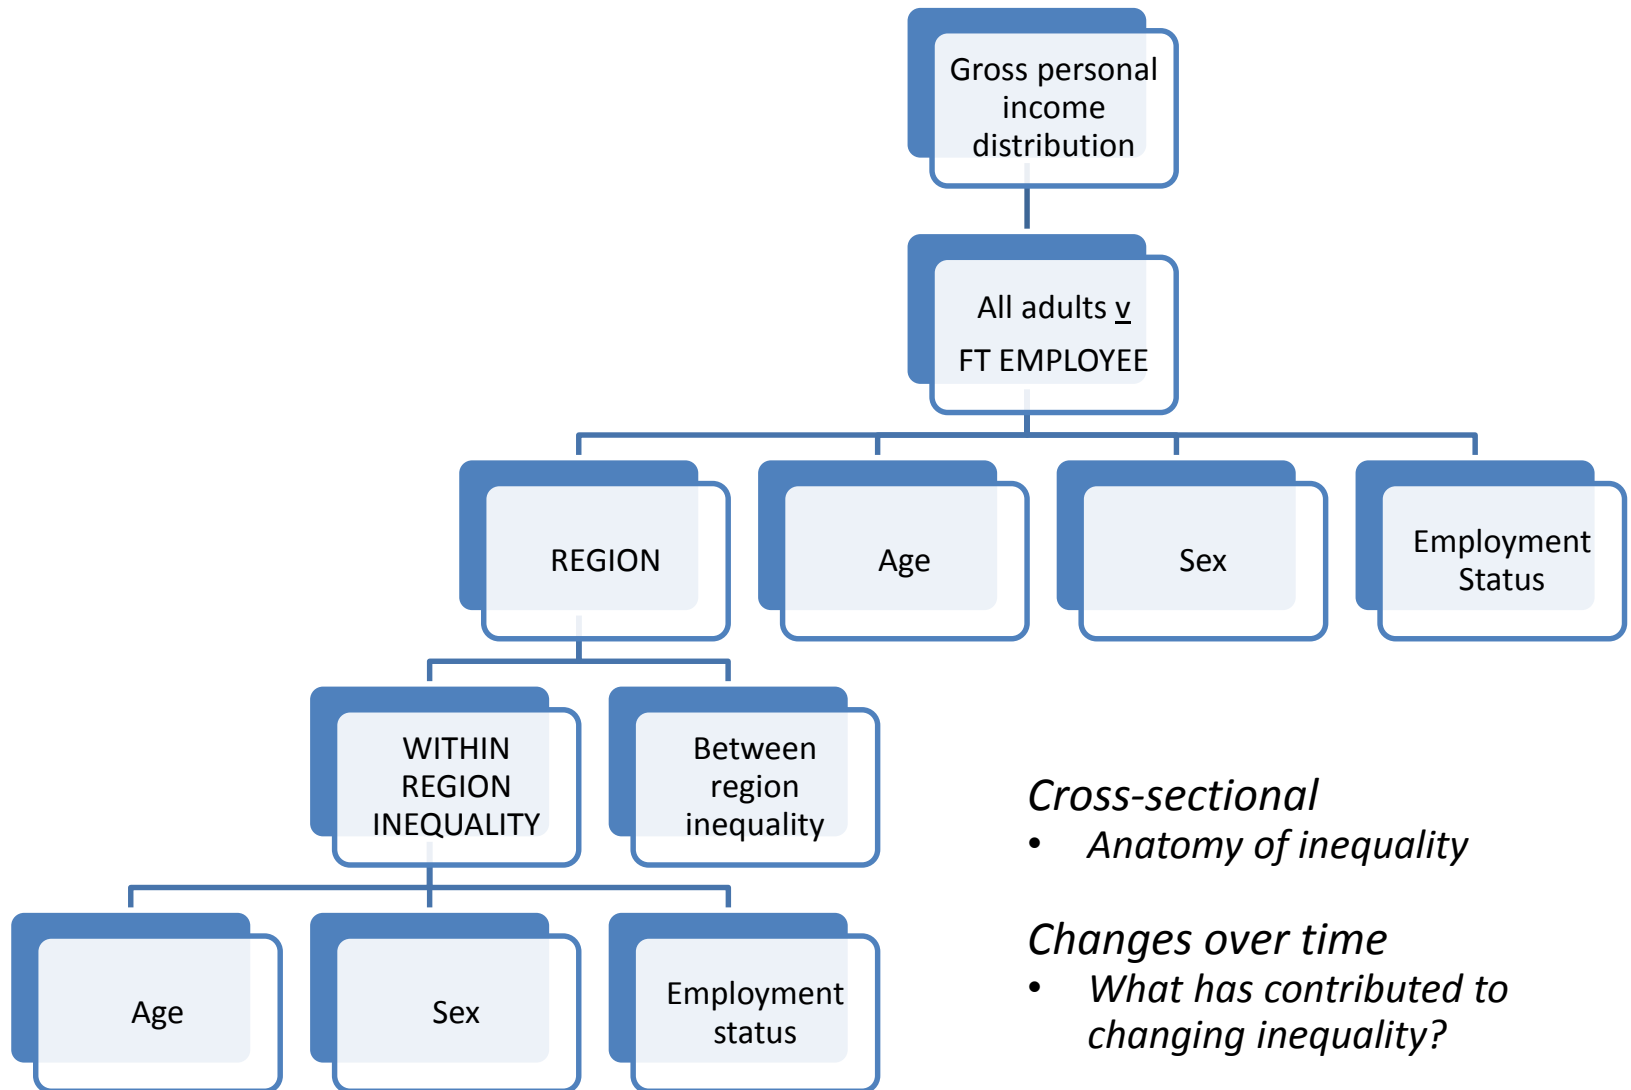 Gross personal
income
distribution
All adults v
FT EMPLOYEE
REGION
Age
Sex
Employment
Status
WITHIN
REGION
INEQUALITY
Between
region
inequality
Age
Sex
Employment
status
Cross-sectional
• Anatomy of inequality
Changes over time
• What has contributed to
changing inequality?